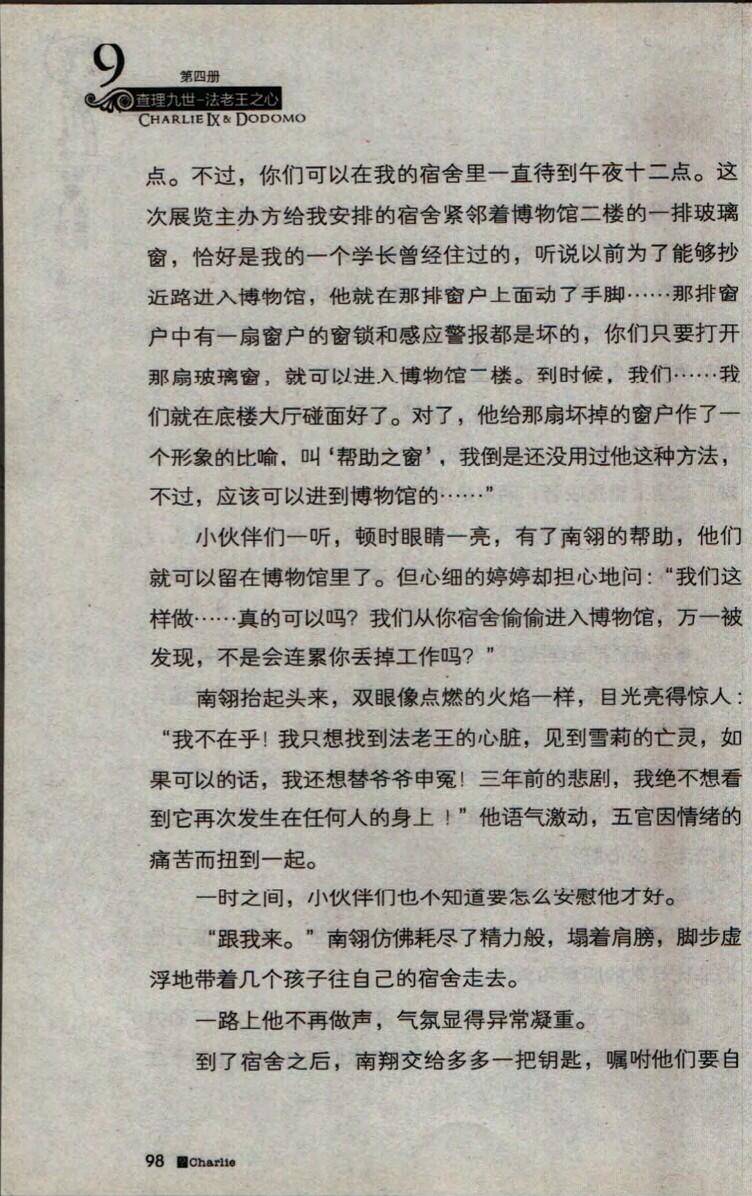 9
第四册
查理九世-法老王之心
CHARLIE IX & DODOMO
点。不过，你们可以在我的宿舍里一直待到午夜十二点。这
次展览主办方给我安排的宿舍紧邻着博物馆二楼的一排玻璃
窗，恰好是我的一个学长曾经住过的，听说以前为了能够抄
近路进入博物馆，他就在那排窗户上面动了手脚……那排窗
户中有一扇窗户的窗锁和感应警报都是坏的，你们只要打开
那扇玻璃窗，就可以进入博物馆二楼。到时候，我们……我
们就在底楼大厅碰面好了。对了，他给那扇坏掉的窗户作了一
个形象的比喻，叫‘帮助之窗’，我倒是还没用过他这种方法，
不过，应该可以进到博物馆的……”
小伙伴们一听，顿时眼睛一亮，有了南翎的帮助，他们
就可以留在博物馆里了。但心细的婷婷却担心地问：“我们这
样做……真的可以吗？我们从你宿舍偷偷进入博物馆，万一被
发现，不是会连累你丢掉工作吗？”
南翎抬起头来，双眼像点燃的火焰一样，目光亮得惊人：
“我不在乎！我只想找到法老王的心脏，见到雪莉的亡灵，如
果可以的话，我还想替爷爷申冤！三年前的悲剧，我绝不想看
到它再次发生在任何人的身上！”他语气激动，五官因情绪的
痛苦而扭到一起。
一时之间，小伙伴们也不知道要怎么安慰他才好。
“跟我来。”南翎仿佛耗尽了精力般，塌着肩膀，脚步虚
浮地带着几个孩子往自己的宿舍走去。
一路上他不再做声，气氛显得异常凝重。
到了宿舍之后，南翔交给多多一把钥匙，嘱咐他们要自
98 Charlie